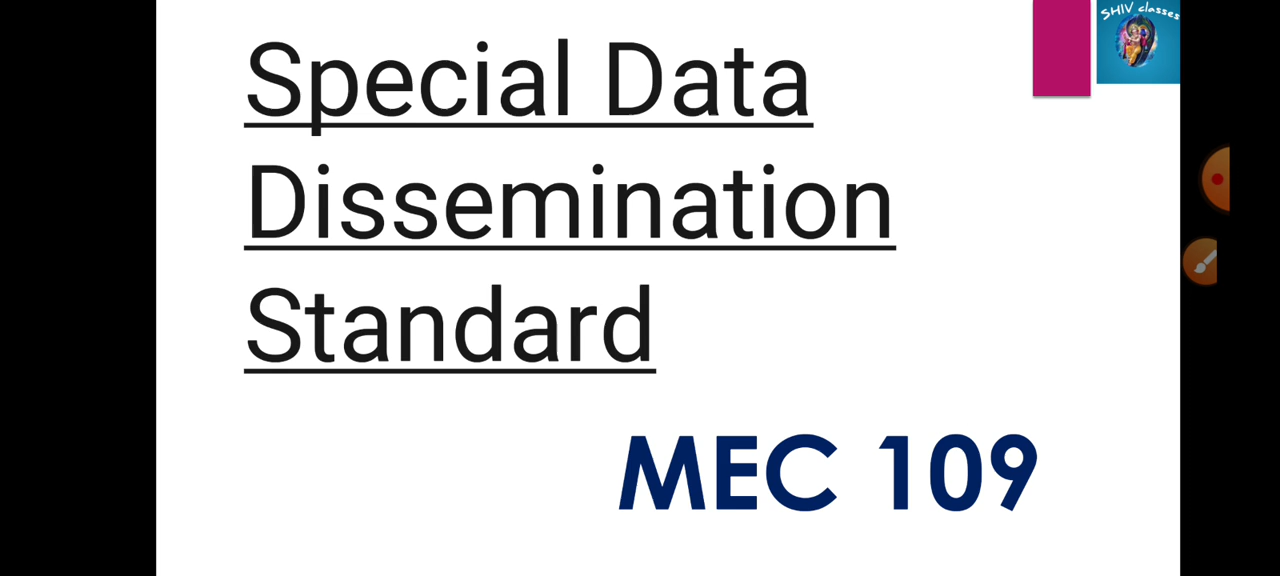 SHIV classes
Special Data
Dissemination
Standard
MEC 109